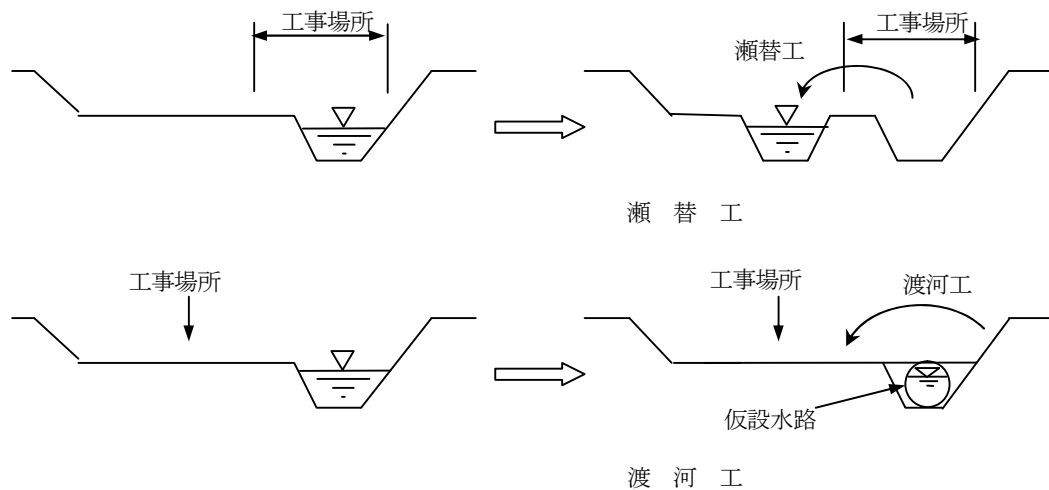 工事場所
工事場所
瀬替工
瀬　替　工
工事場所
工事場所
渡河工
仮設水路
渡　河　工